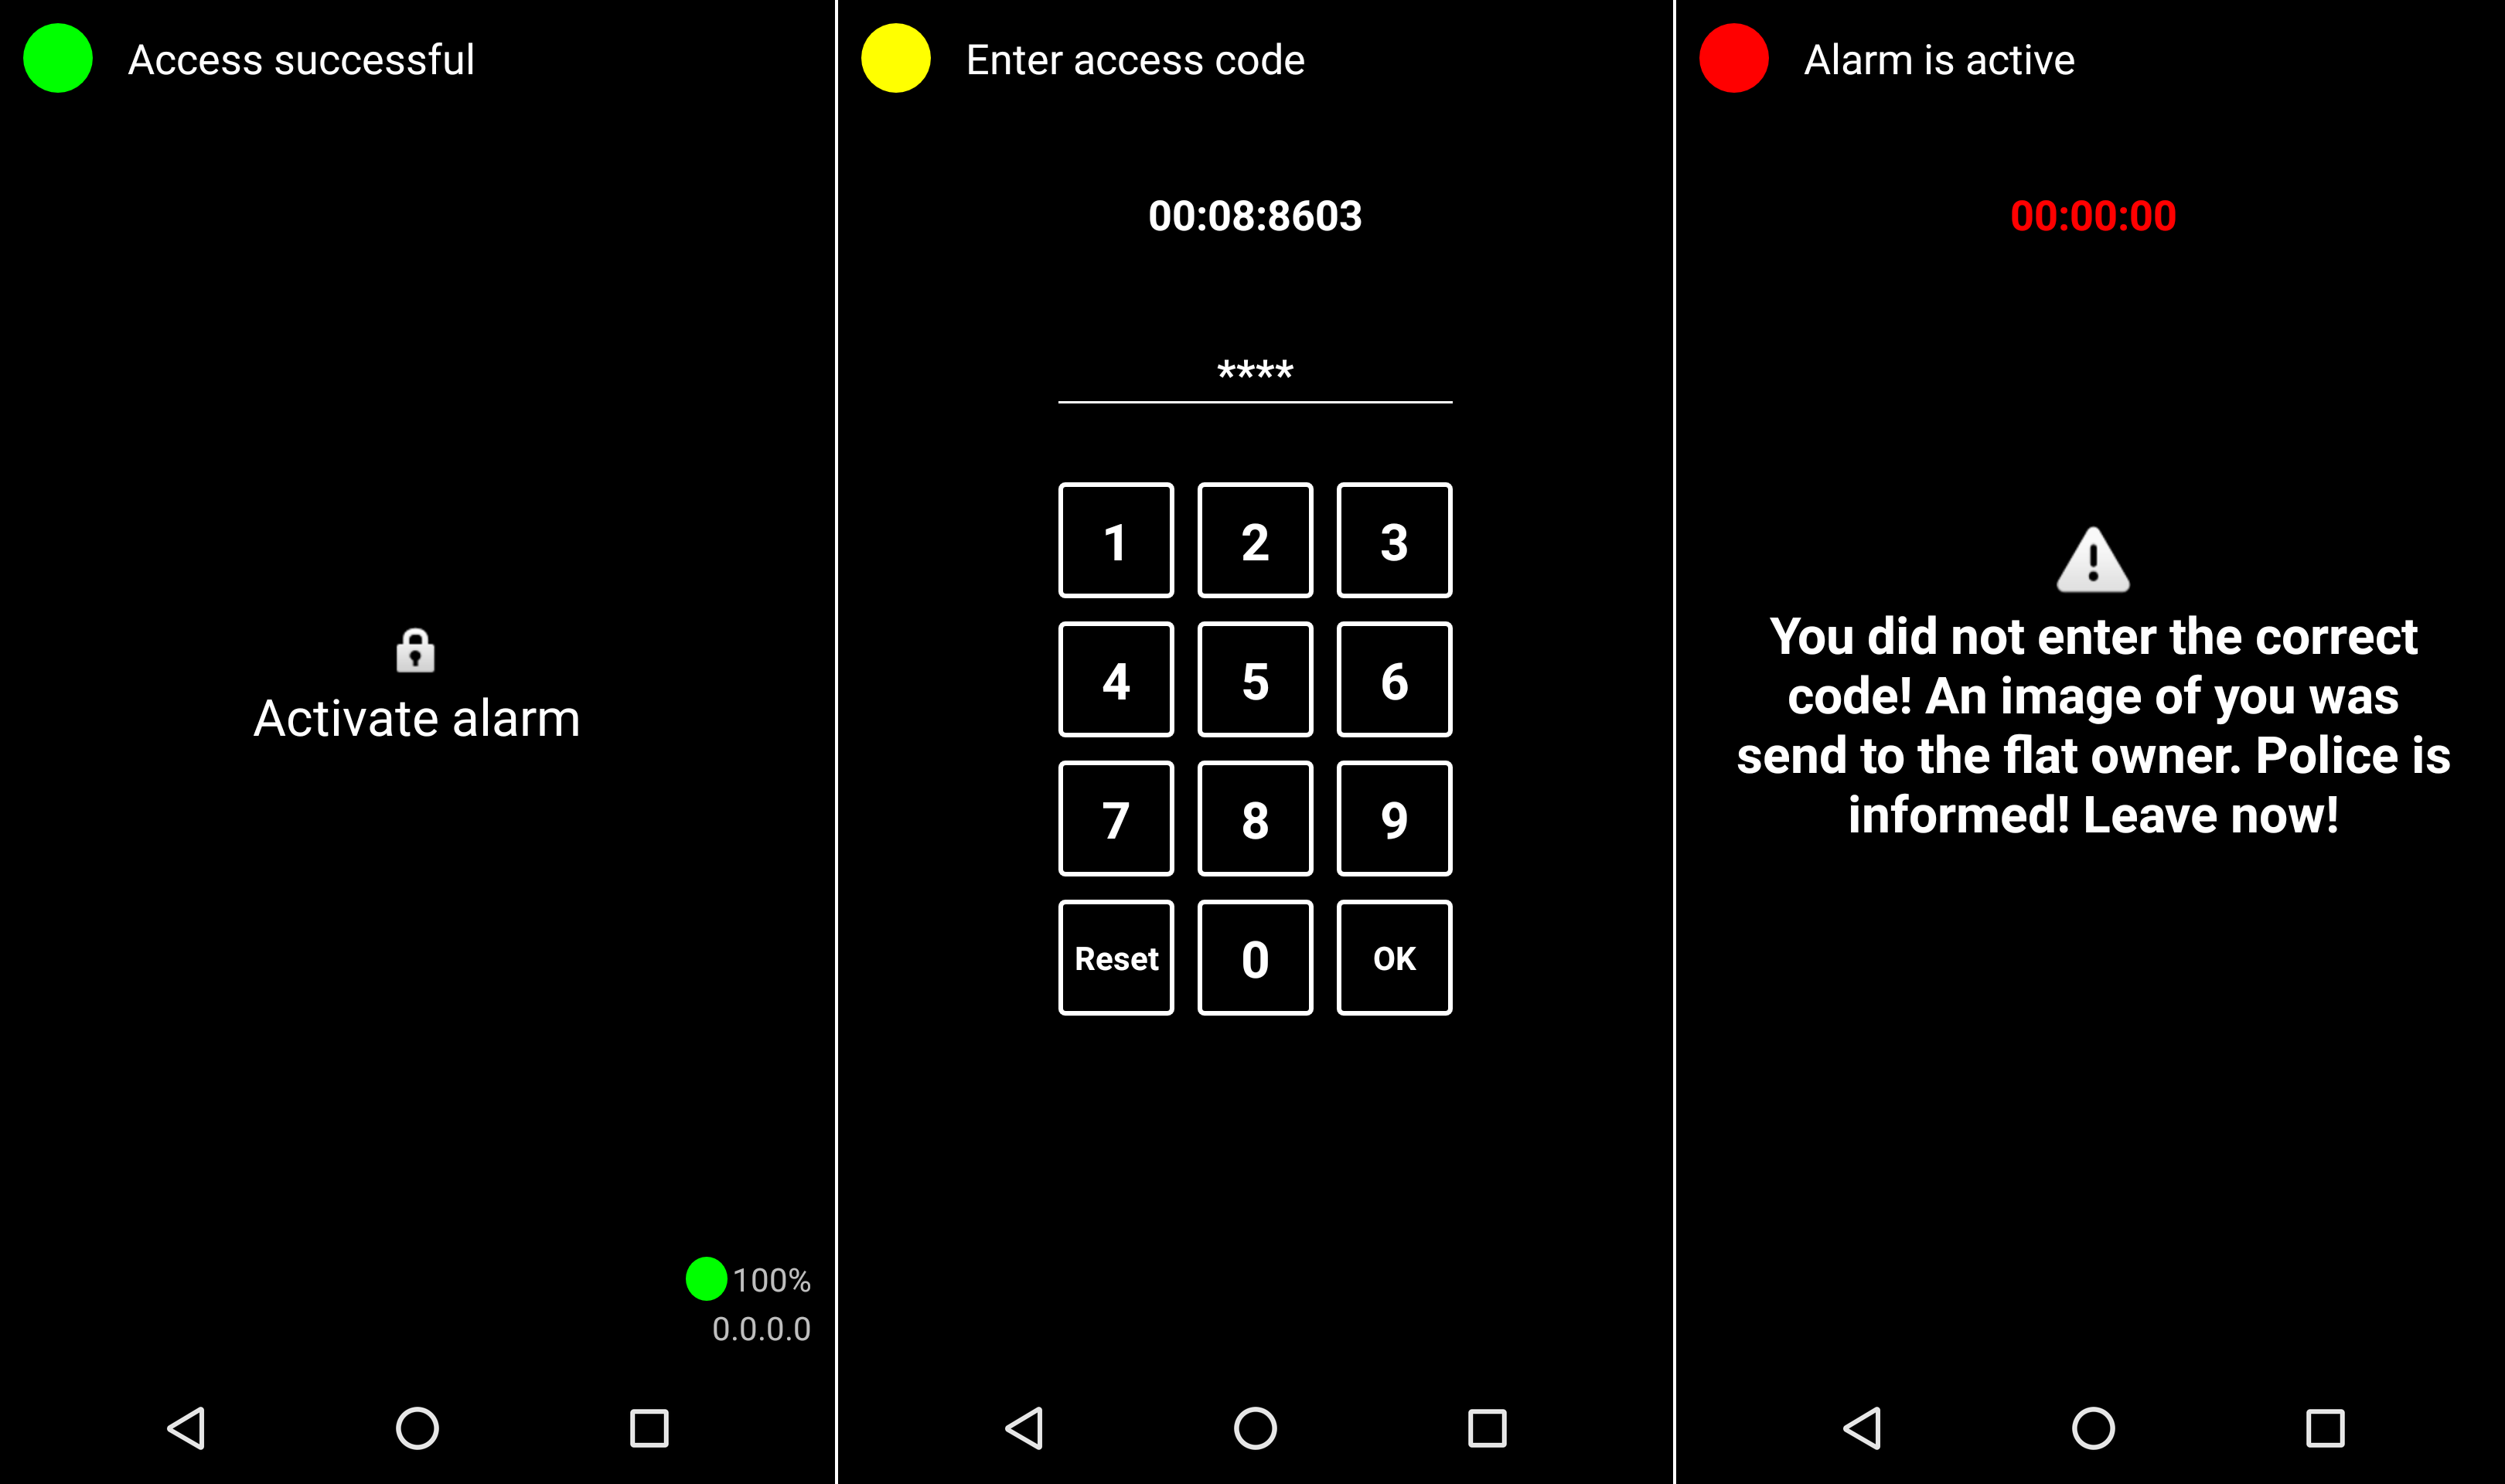 Access successful
Activate alarm
100%
0.0.0.0
Enter access code
00:08:8603
****
1 2 3
4 5 6
7 8 9
Reset 0 OK
Alarm is active
00:00:00
You did not enter the correct
code! An image of you was
send to the flat owner. Police is
informed! Leave now!